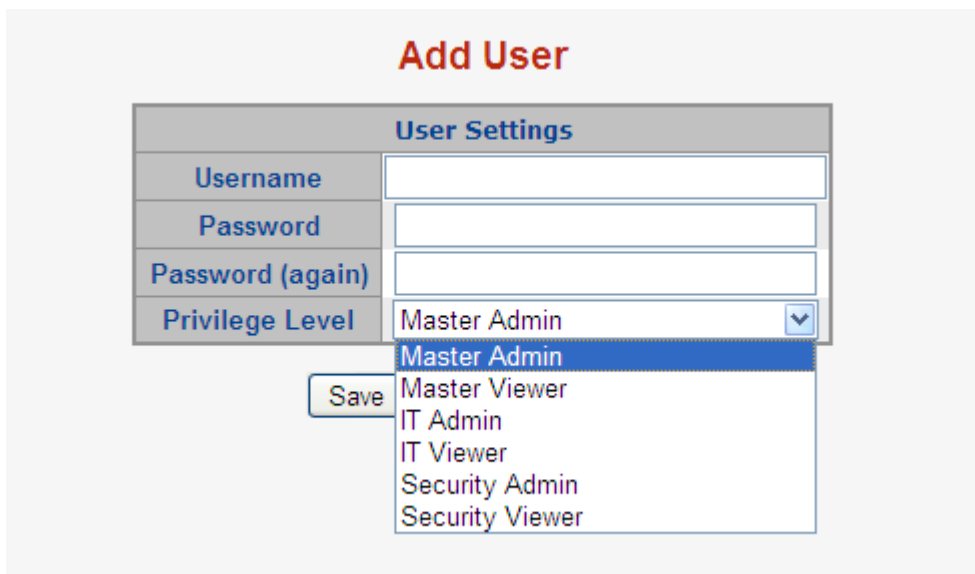 Add User
User Settings
Username
Password
Password (again)
Privilege Level Master Admin
Master Admin
Save Master Viewer
IT Admin
IT Viewer
Security Admin
Security Viewer